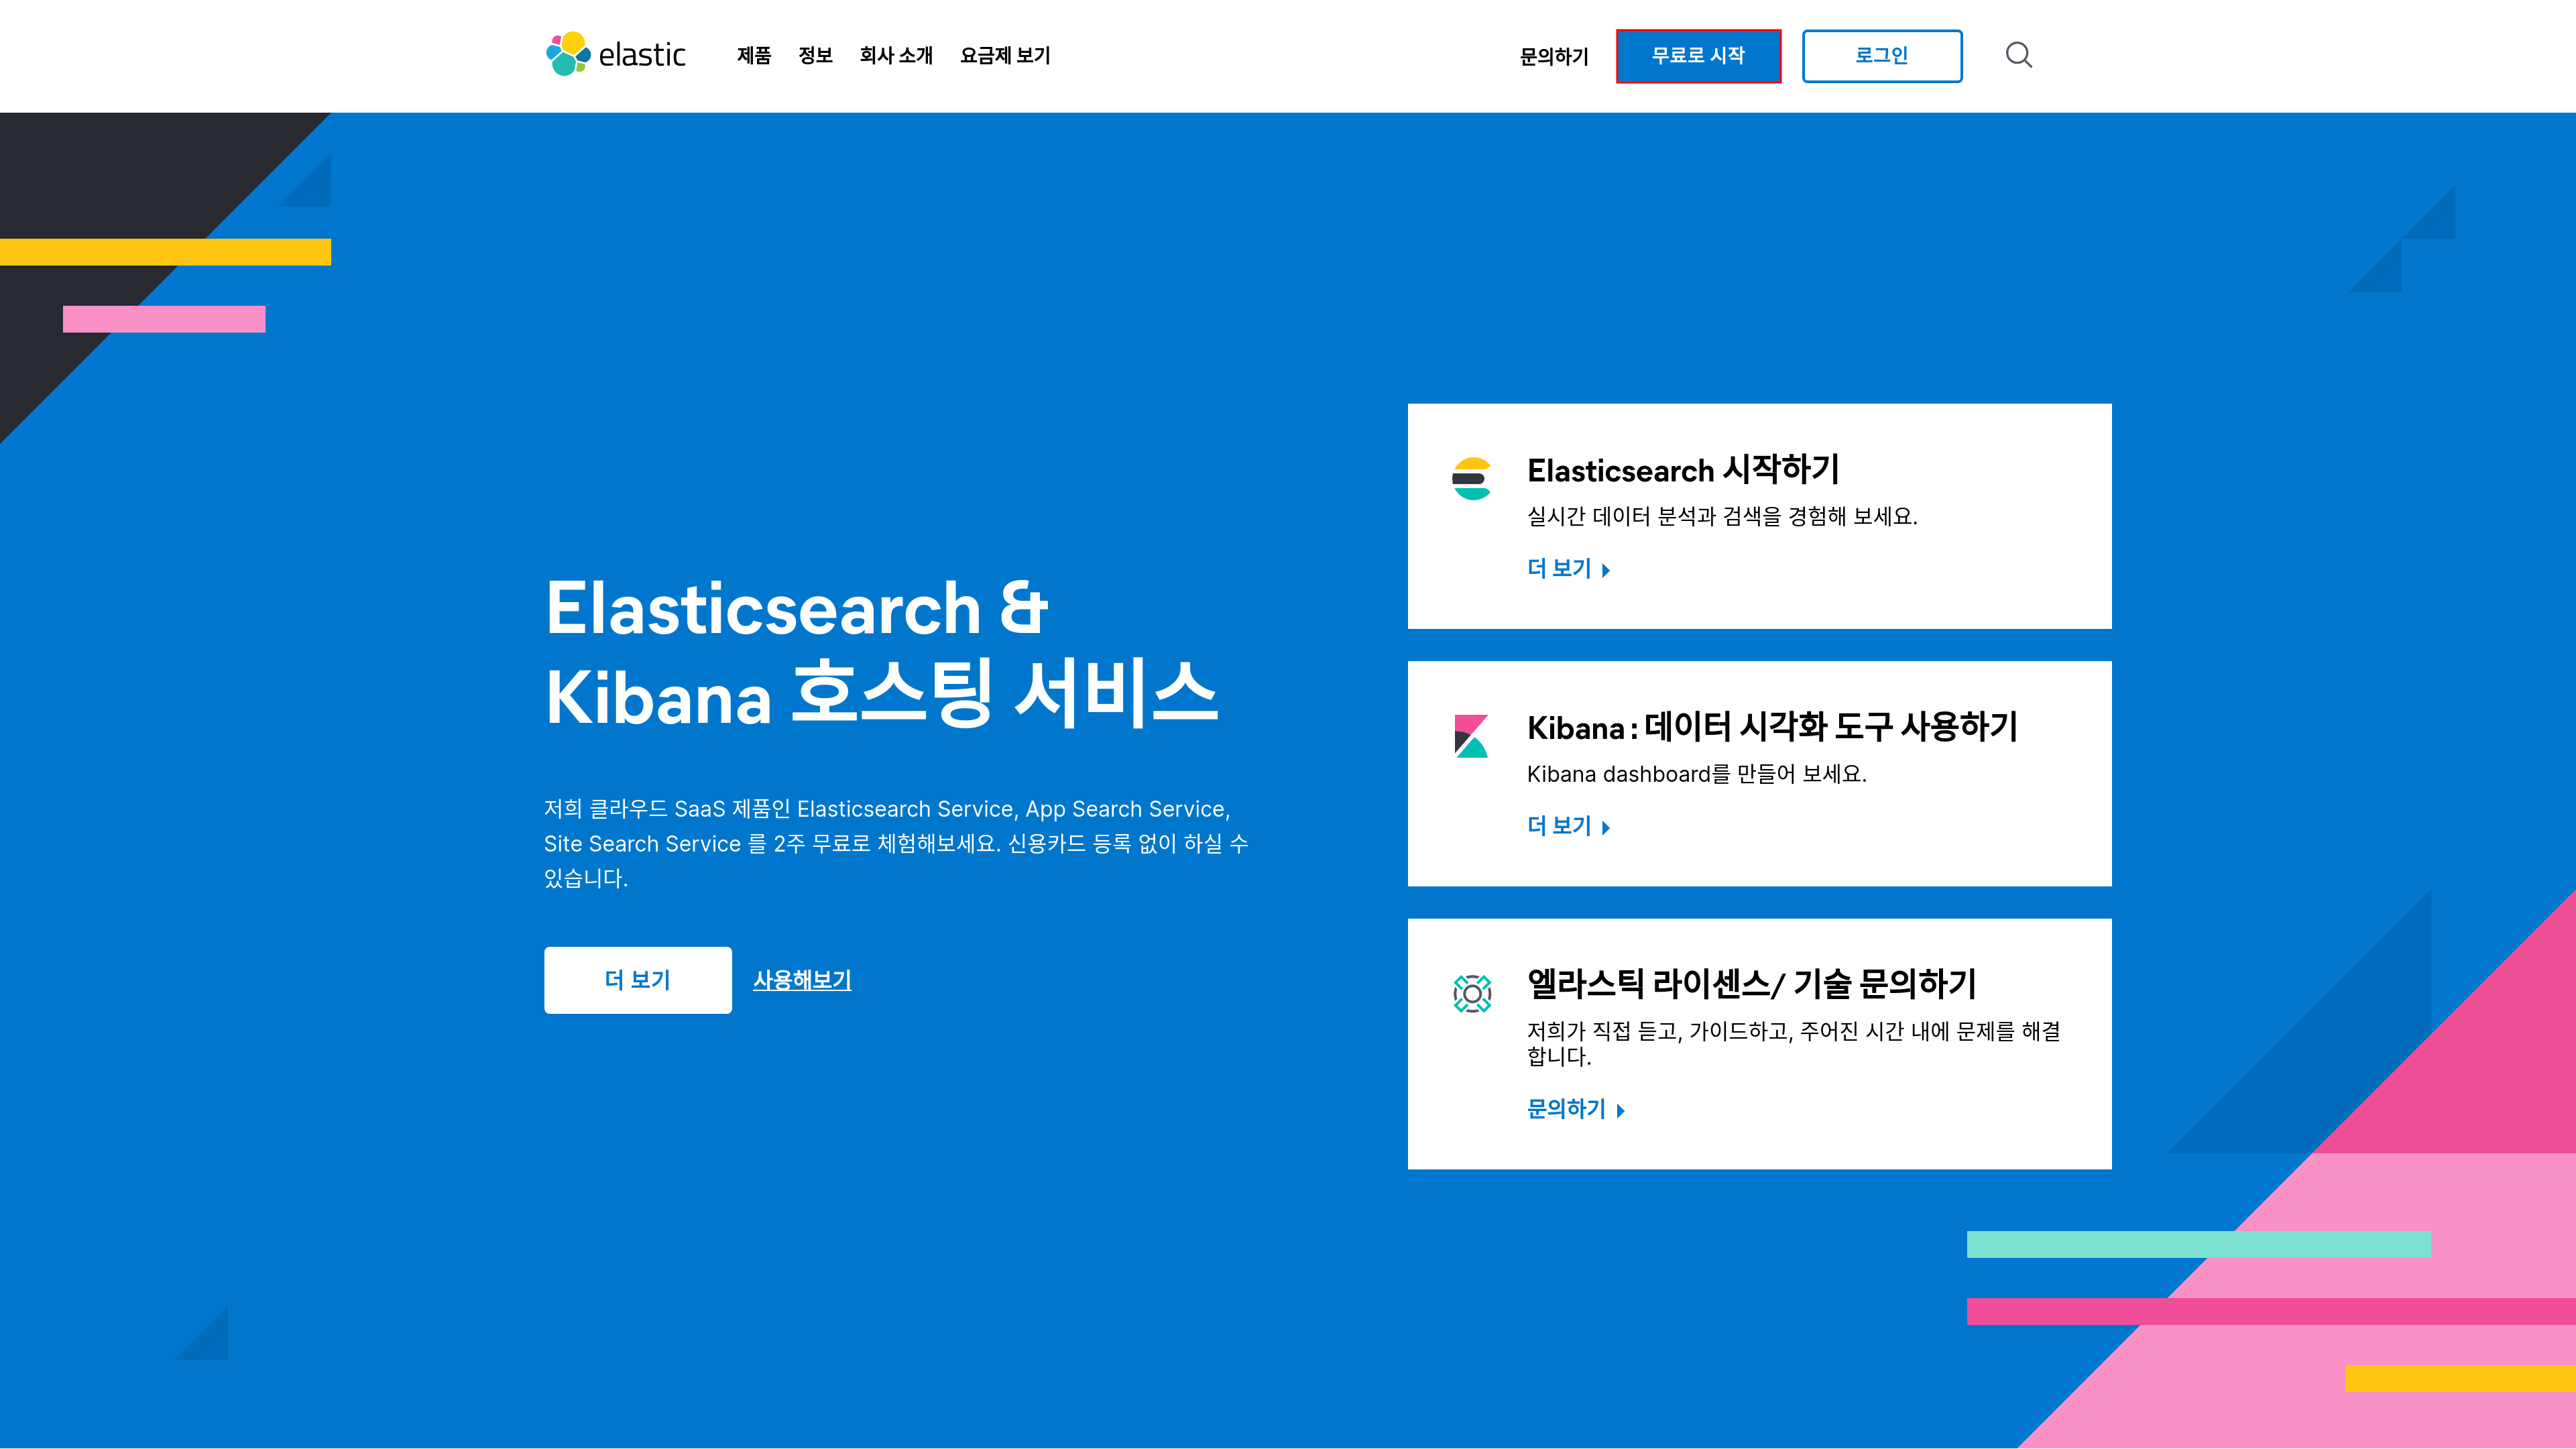 elastic
제품 정보 회사 소개 요금제 보기
문의하기 무료로 시작 로그인
Elasticsearch &
Kibana 호스팅 서비스
저희 클라우드 SaaS 제품인 Elasticsearch Service, App Search Service,
Site Search Service 를 2주 무료로 체험해보세요. 신용카드 등록 없이 하실 수
있습니다.
더 보기 사용해보기
Elasticsearch 시작하기
실시간 데이터 분석과 검색을 경험해 보세요.
더 보기
Kibana : 데이터 시각화 도구 사용하기
Kibana dashboard를 만들어 보세요.
더 보기
엘라스틱 라이센스/ 기술 문의하기
저희가 직접 듣고, 가이드하고, 주어진 시간 내에 문제를 해결
합니다.
문의하기